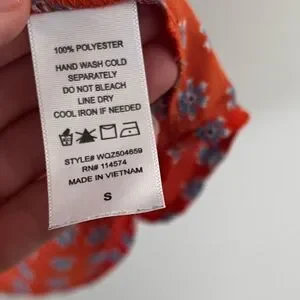 100% POLYESTER
HAND WASH COLD
SEPARATELY
DO NOT BLEACH
LINE DRY
COOL IRON IF NEEDED
STYLE# WQZ504659
RN# 114574
MADE IN VIETNAM
S